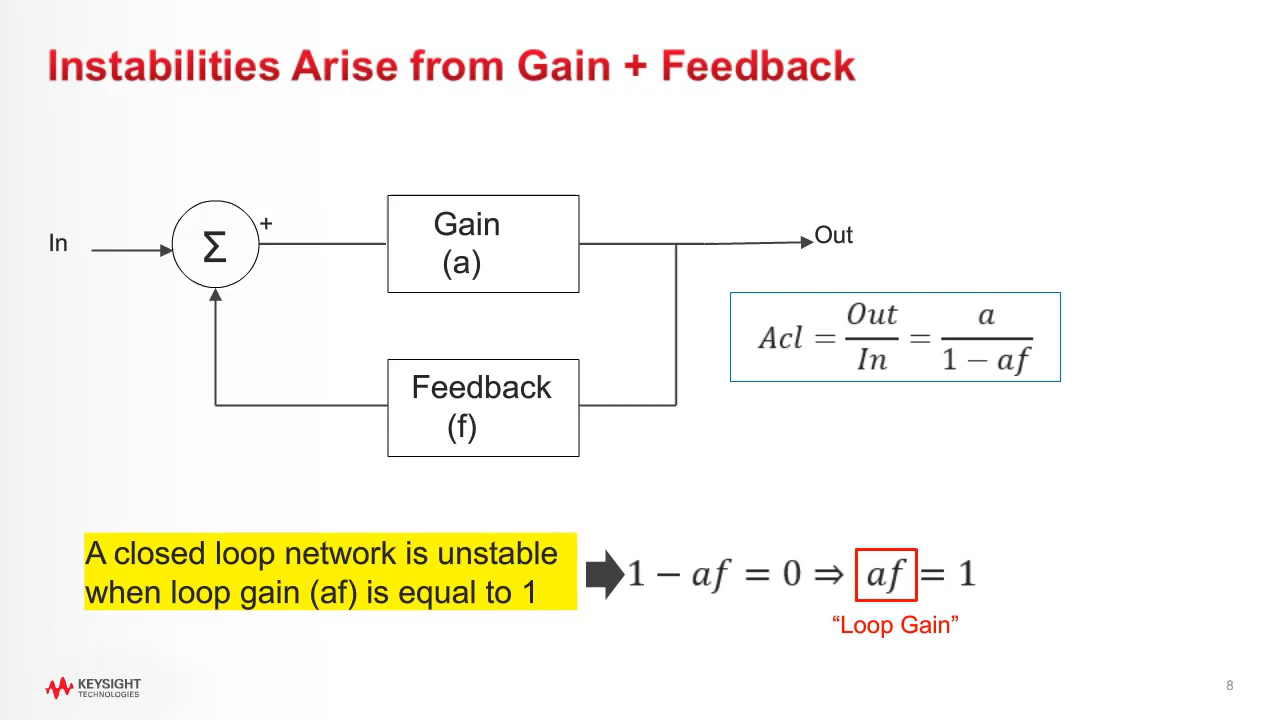 Instabilities Arise from Gain + Feedback
In
Σ
+
Gain
(a)
Out
Acl = Out/In = a/(1 − af)
Feedback
(f)
A closed loop network is unstable
when loop gain (af) is equal to 1
1 − af = 0 ⇒ af = 1
“Loop Gain”
KEYSIGHT
TECHNOLOGIES
8